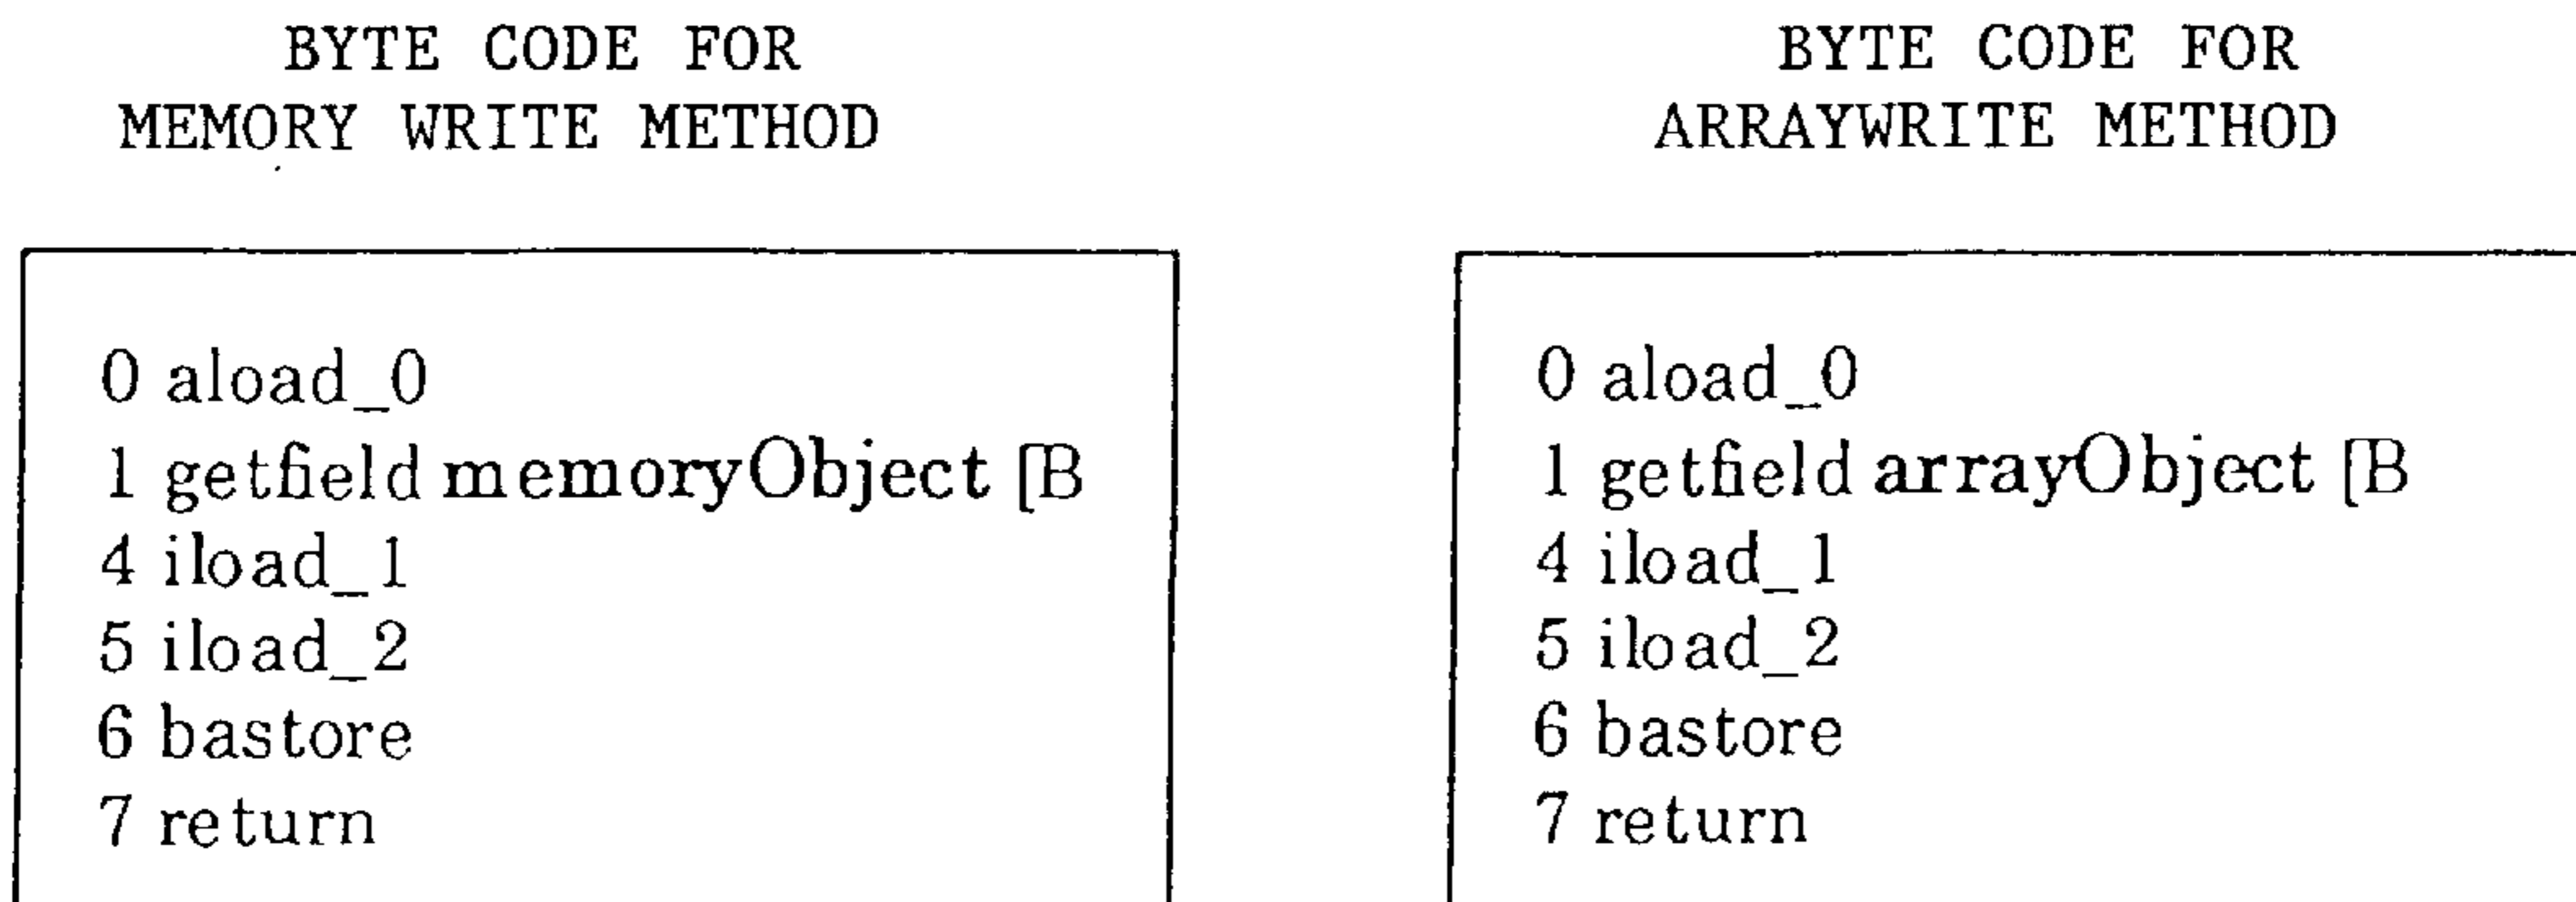 BYTE CODE FOR
MEMORY WRITE METHOD
0 aload_0
1 getfield memoryObject [B
4 iload_1
5 iload_2
6 bastore
7 return
BYTE CODE FOR
ARRAYWRITE METHOD
0 aload_0
1 getfield arrayObject [B
4 iload_1
5 iload_2
6 bastore
7 return